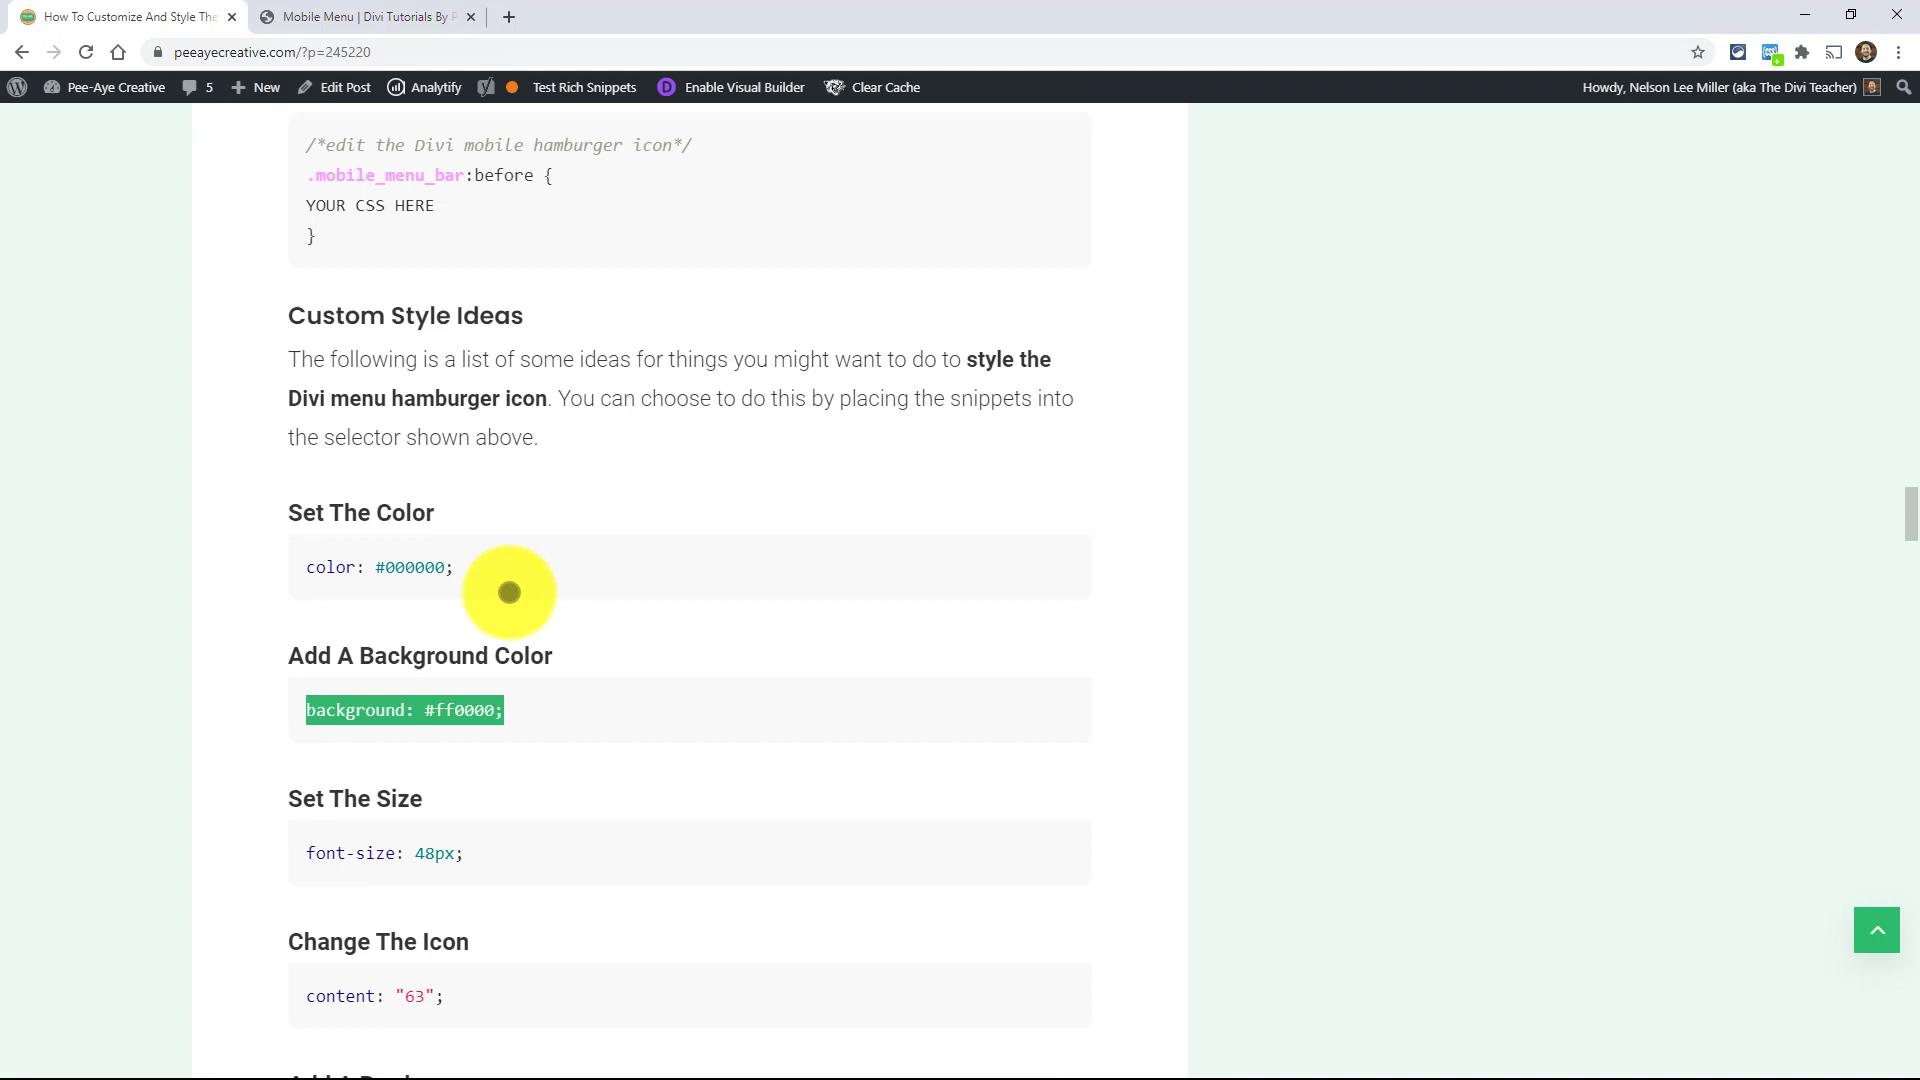 How To Customize And Style The
Mobile Menu | Divi Tutorials By P
peeayecreative.com/?p=245220
Pee-Aye Creative
5
New
Edit Post
Analytify
Test Rich Snippets
D
Enable Visual Builder
Clear Cache
Howdy, Nelson Lee Miller (aka The Divi Teacher)
/*edit the Divi mobile hamburger icon*/
.mobile_menu_bar:before {
YOUR CSS HERE
}
Custom Style Ideas
The following is a list of some ideas for things you might want to do to style the
Divi menu hamburger icon. You can choose to do this by placing the snippets into
the selector shown above.
Set The Color
color: #000000;
Add A Background Color
background: #ff0000;
Set The Size
font-size: 48px;
Change The Icon
content: "63";